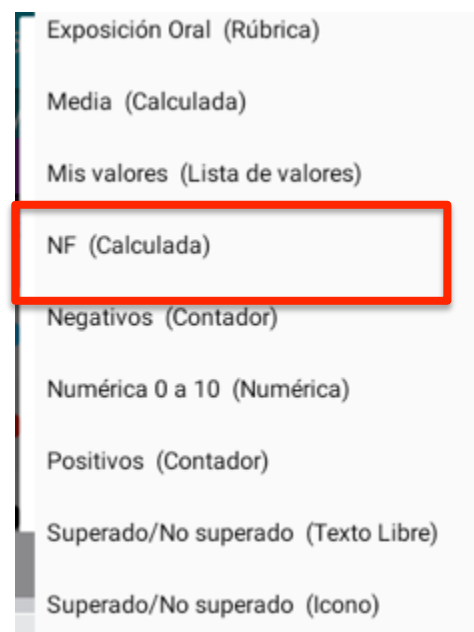 Exposición Oral (Rúbrica)
Media (Calculada)
Mis valores (Lista de valores)
NF (Calculada)
Negativos (Contador)
Numérica 0 a 10 (Numérica)
Positivos (Contador)
Superado/No superado (Texto Libre)
Superado/No superado (Icono)